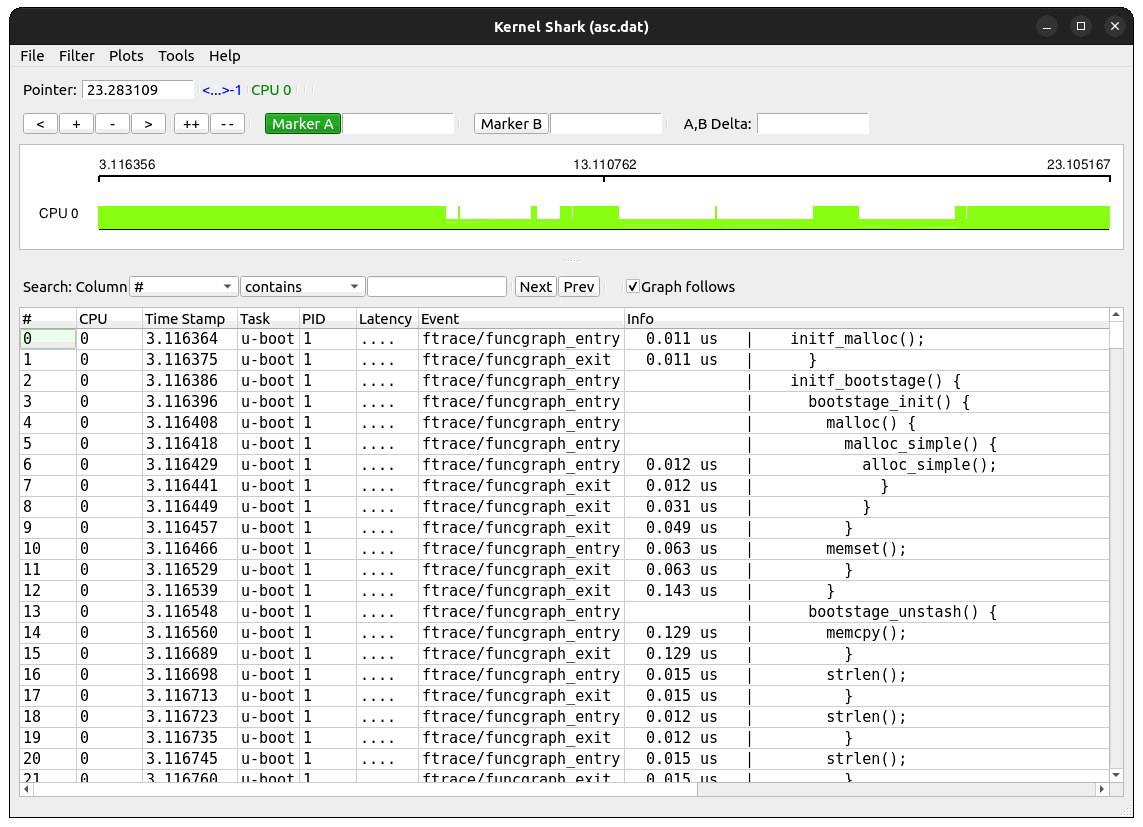 Kernel Shark (asc.dat)
File Filter Plots Tools Help
Pointer: 23.283109 <...>-1 CPU 0
< + - > ++ -- Marker A Marker B A,B Delta:
3.116356 13.110762 23.105167
CPU 0
Search: Column # contains Next Prev Graph follows
# CPU Time Stamp Task PID Latency Event Info
0 0 3.116364 u-boot 1 .... ftrace/funcgraph_entry 0.011 us | initf_malloc();
1 0 3.116375 u-boot 1 .... ftrace/funcgraph_exit 0.011 us | }
2 0 3.116386 u-boot 1 .... ftrace/funcgraph_entry | initf_bootstage() {
3 0 3.116396 u-boot 1 .... ftrace/funcgraph_entry | bootstage_init() {
4 0 3.116408 u-boot 1 .... ftrace/funcgraph_entry | malloc() {
5 0 3.116418 u-boot 1 .... ftrace/funcgraph_entry | malloc_simple() {
6 0 3.116429 u-boot 1 .... ftrace/funcgraph_entry 0.012 us | alloc_simple();
7 0 3.116441 u-boot 1 .... ftrace/funcgraph_exit 0.012 us | }
8 0 3.116449 u-boot 1 .... ftrace/funcgraph_exit 0.031 us | }
9 0 3.116457 u-boot 1 .... ftrace/funcgraph_exit 0.049 us | }
10 0 3.116466 u-boot 1 .... ftrace/funcgraph_entry 0.063 us | memset();
11 0 3.116529 u-boot 1 .... ftrace/funcgraph_exit 0.063 us | }
12 0 3.116539 u-boot 1 .... ftrace/funcgraph_exit 0.143 us | }
13 0 3.116548 u-boot 1 .... ftrace/funcgraph_entry | bootstage_unstash() {
14 0 3.116560 u-boot 1 .... ftrace/funcgraph_entry 0.129 us | memcpy();
15 0 3.116689 u-boot 1 .... ftrace/funcgraph_exit 0.129 us | }
16 0 3.116698 u-boot 1 .... ftrace/funcgraph_entry 0.015 us | strlen();
17 0 3.116713 u-boot 1 .... ftrace/funcgraph_exit 0.015 us | }
18 0 3.116723 u-boot 1 .... ftrace/funcgraph_entry 0.012 us | strlen();
19 0 3.116735 u-boot 1 .... ftrace/funcgraph_exit 0.012 us | }
20 0 3.116745 u-boot 1 .... ftrace/funcgraph_entry 0.015 us | strlen();
21 0 3.116760 u-boot 1 ftrace/funcgraph_exit 0.015 us | }